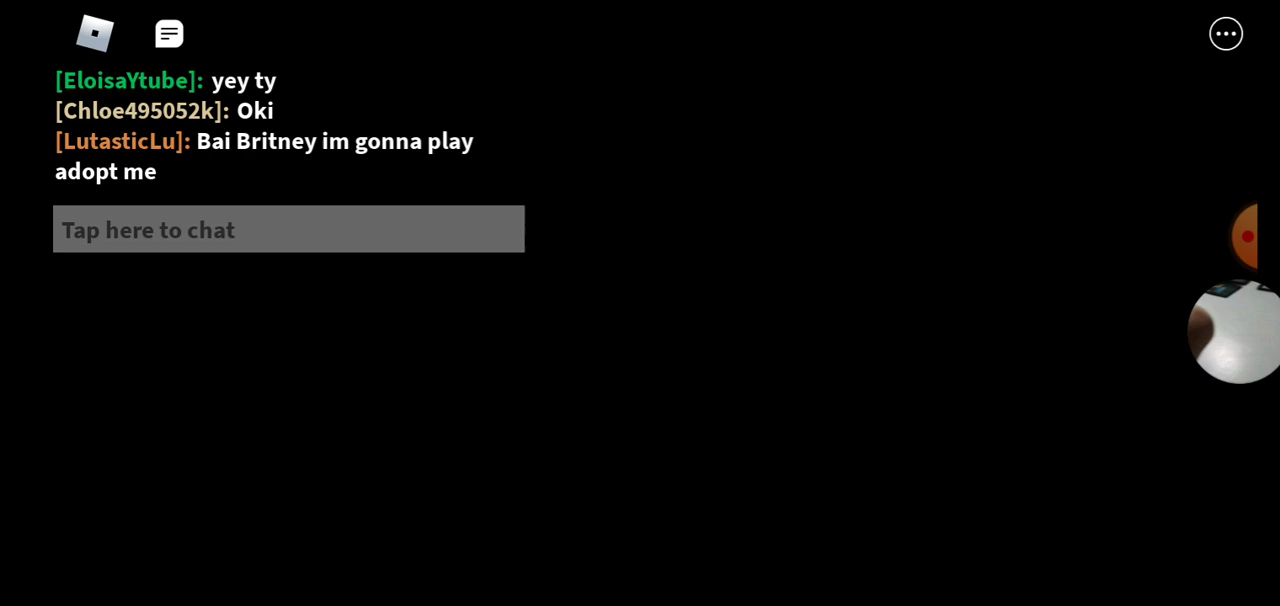 [EloisaYtube]: yey ty
[Chloe495052k]: Oki
[LutasticLu]: Bai Britney im gonna play
adopt me
Tap here to chat